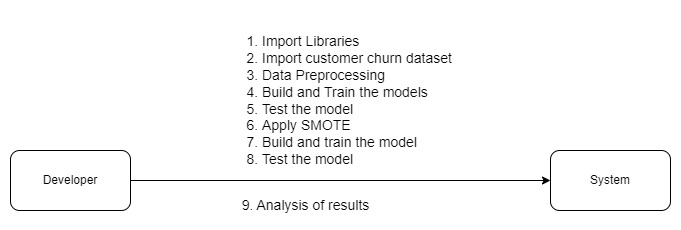 1. Import Libraries
2. Import customer churn dataset
3. Data Preprocessing
4. Build and Train the models
5. Test the model
6. Apply SMOTE
7. Build and train the model
8. Test the model
Developer
System
9. Analysis of results